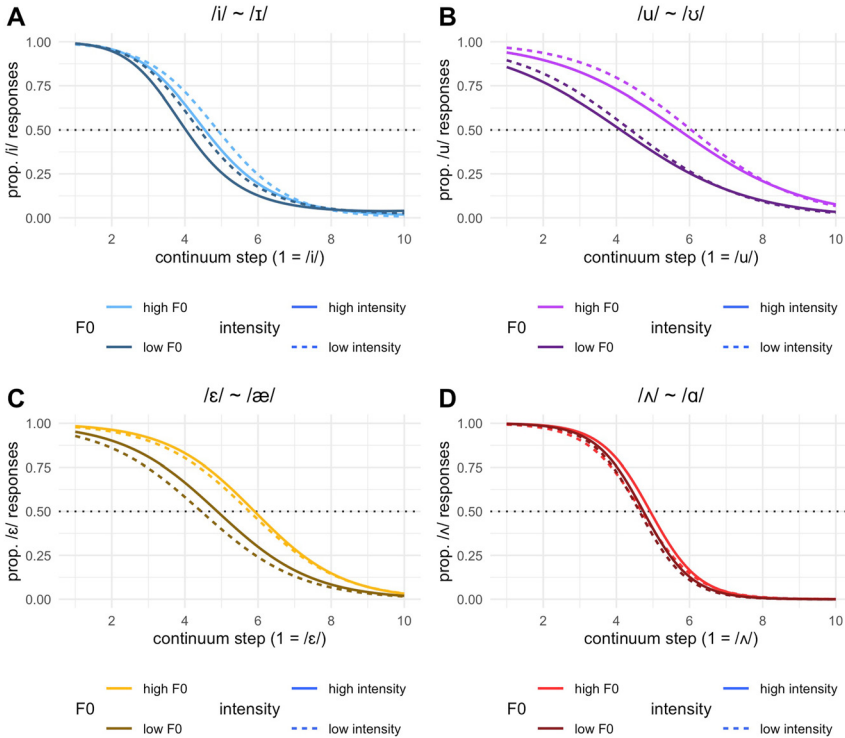 A
/i/ ~ /ɪ/
prop. /i/ responses
1.00
0.75
0.50
0.25
0.00
2 4 6 8 10
continuum step (1 = /i/)
F0
high F0
low F0
intensity
high intensity
low intensity
B
/u/ ~ /ʊ/
prop. /u/ responses
1.00
0.75
0.50
0.25
0.00
2 4 6 8 10
continuum step (1 = /u/)
F0
high F0
low F0
intensity
high intensity
low intensity
C
/ɛ/ ~ /æ/
prop. /ɛ/ responses
1.00
0.75
0.50
0.25
0.00
2 4 6 8 10
continuum step (1 = /ɛ/)
F0
high F0
low F0
intensity
high intensity
low intensity
D
/ʌ/ ~ /ɑ/
prop. /ʌ/ responses
1.00
0.75
0.50
0.25
0.00
2 4 6 8 10
continuum step (1 = /ʌ/)
F0
high F0
low F0
intensity
high intensity
low intensity